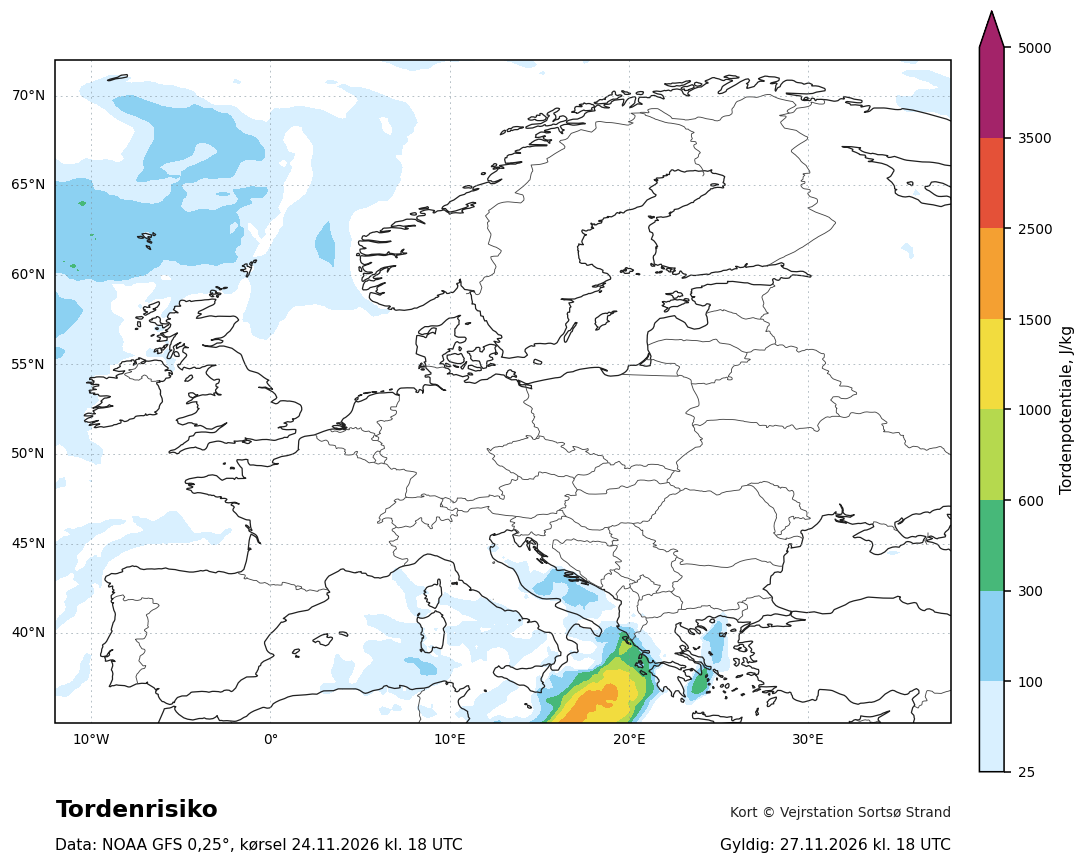 70°N
65°N
60°N
55°N
50°N
45°N
40°N
10°W
0°
10°E
20°E
30°E
5000
3500
2500
1500
1000
600
300
100
25
Tordenpotentiale, J/kg
Tordenrisiko
Kort © Vejrstation Sortsø Strand
Data: NOAA GFS 0,25°, kørsel 24.11.2026 kl. 18 UTC
Gyldig: 27.11.2026 kl. 18 UTC